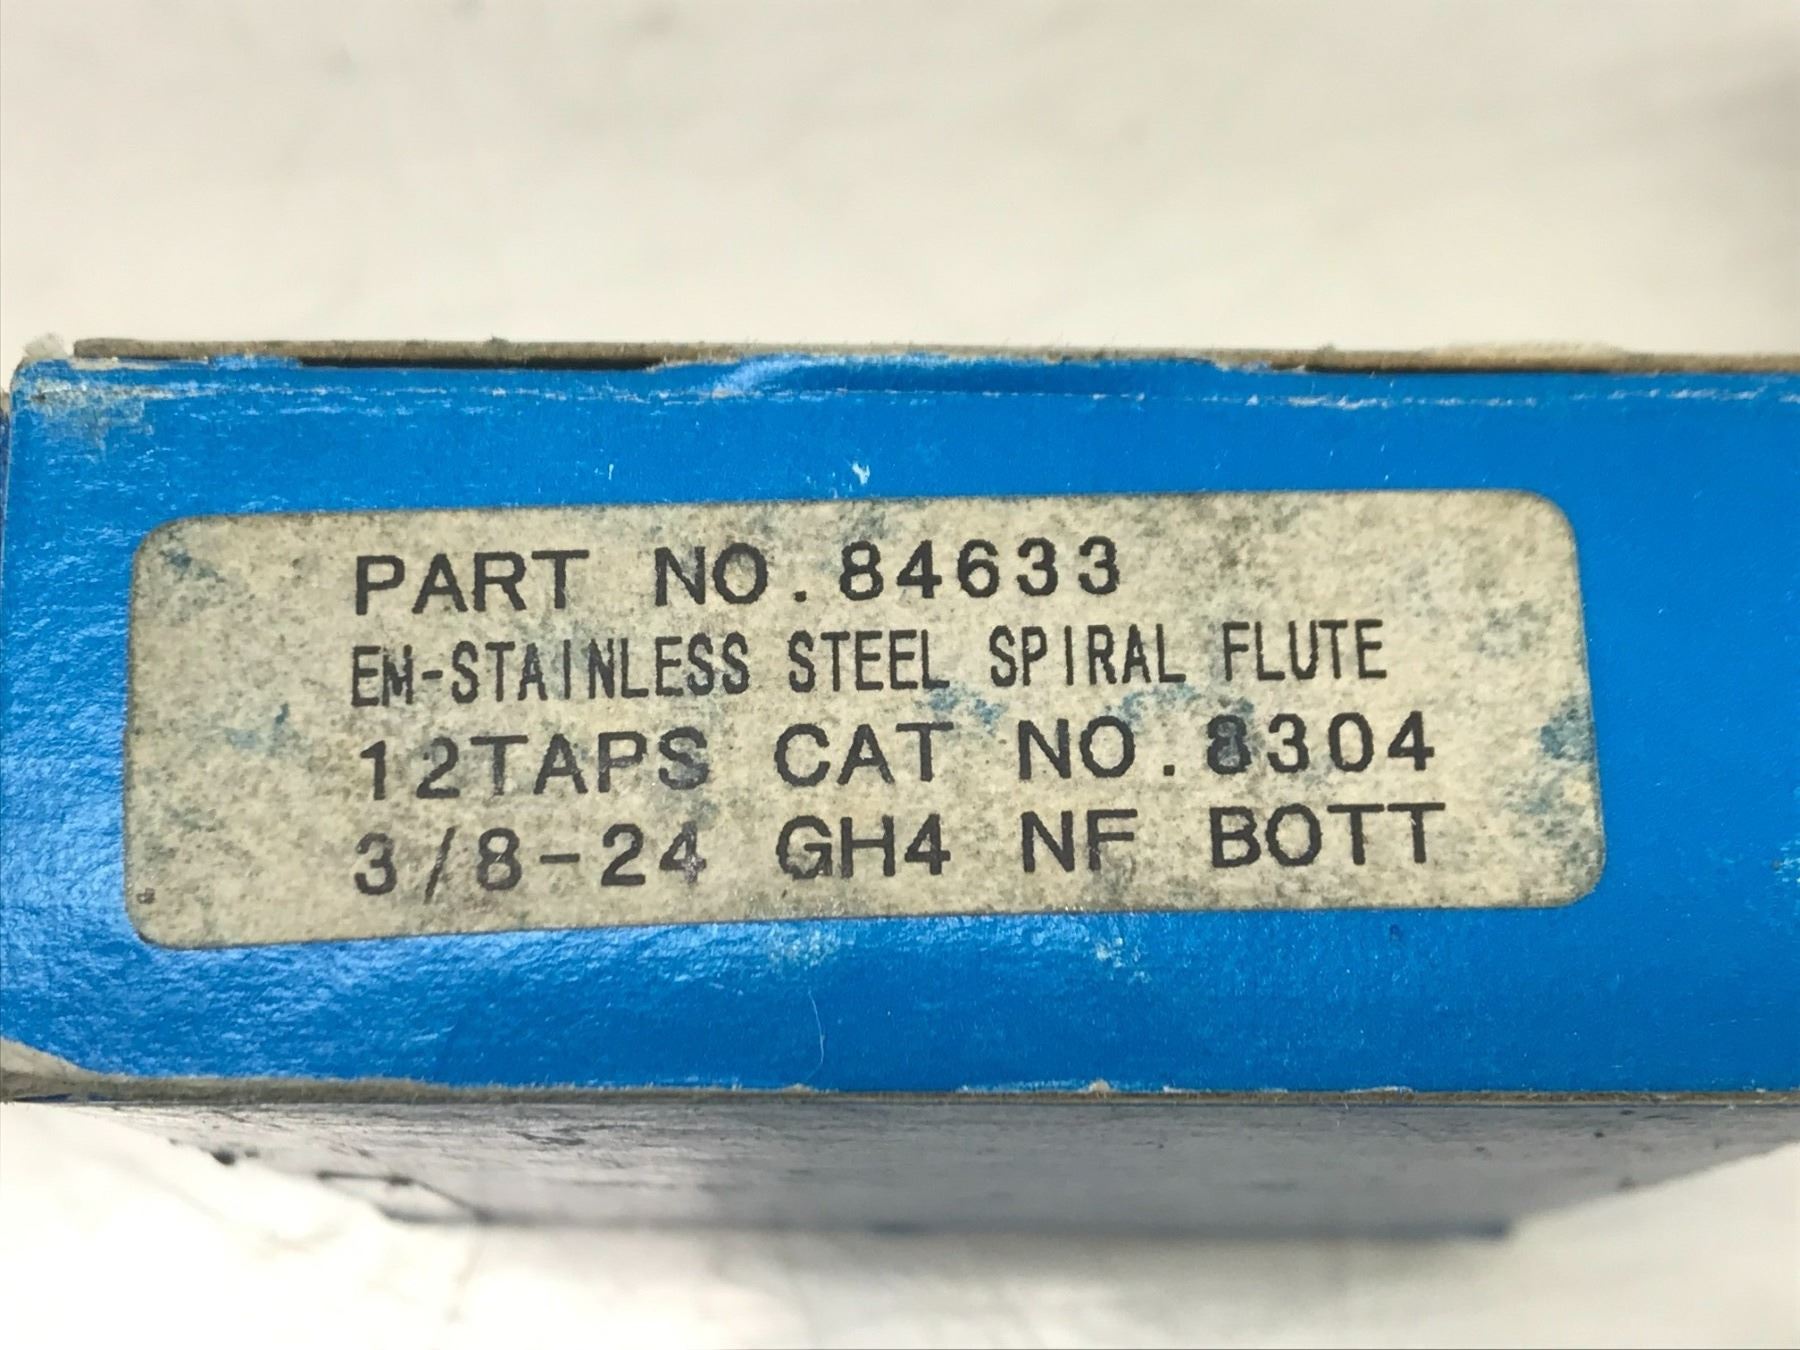 PART NO.84633
EM-STAINLESS STEEL SPIRAL FLUTE
12TAPS CAT NO.8304
3/8-24 GH4 NF BOTT